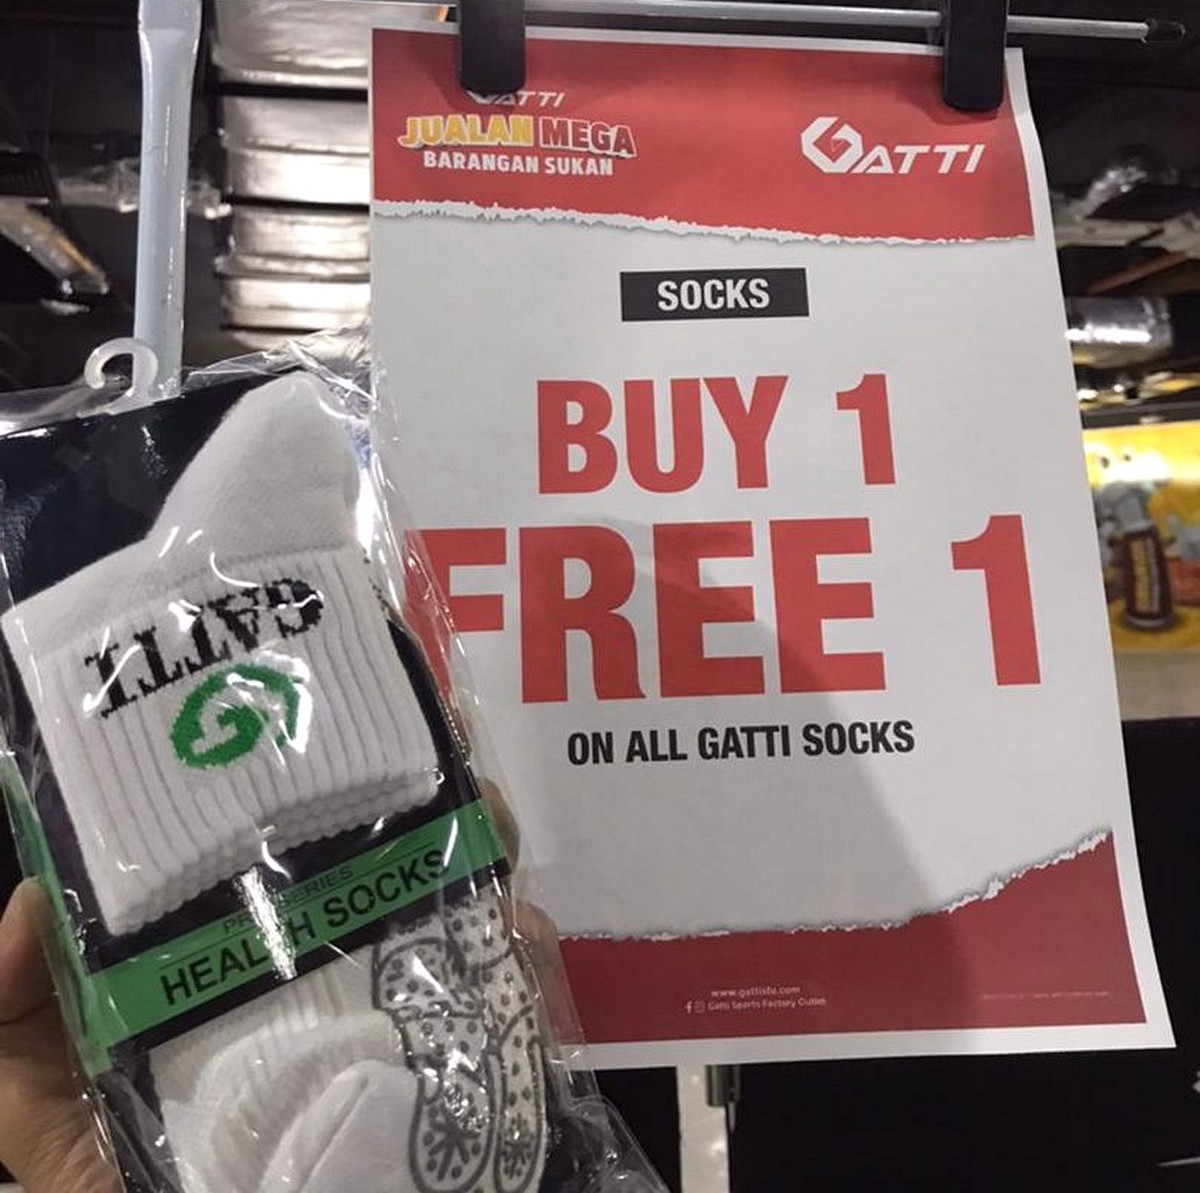 GATTI
JUALAN MEGA
BARANGAN SUKAN
GATTI
SOCKS
BUY 1
FREE 1
ON ALL GATTI SOCKS
www.gattisfo.com
Gatti Sports Factory Outlet
GATTI
HEALTH SOCKS